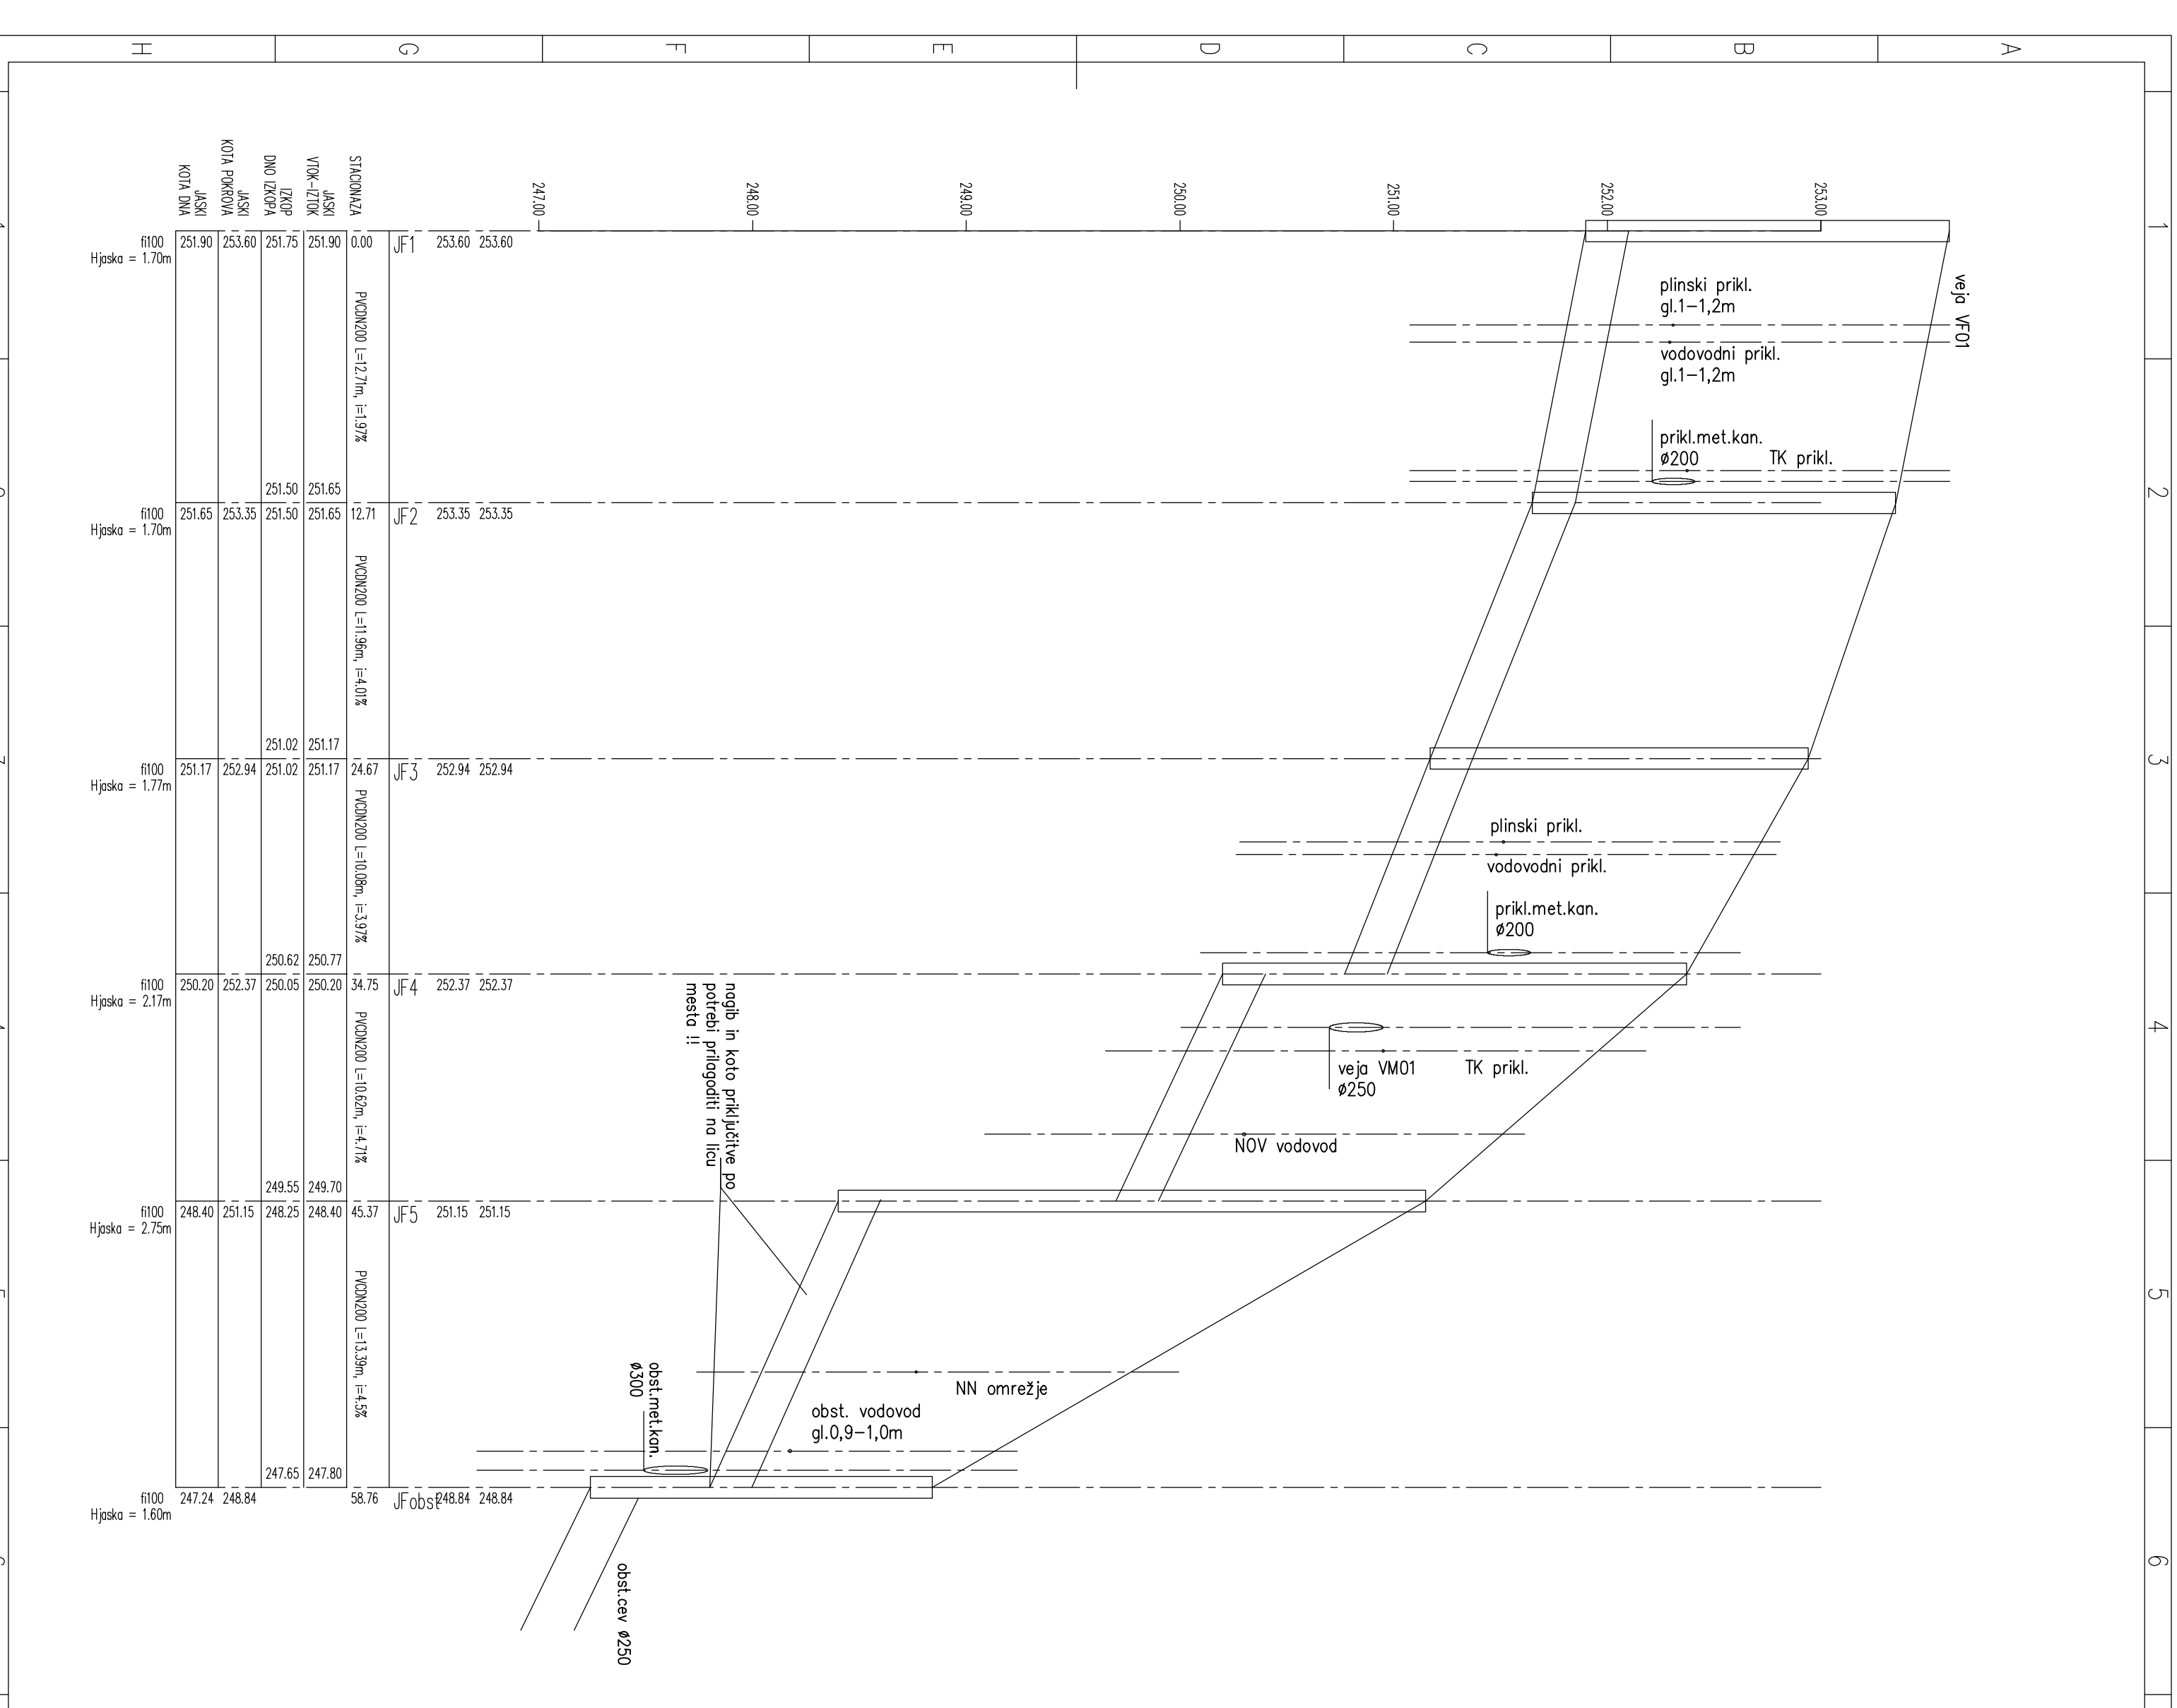 H
G
F
E
D
C
B
A
1
2
3
4
5
6
STACIONAZA
JASKI
VTOK-IZTOK
IZKOP
DNO IZKOPA
JASKI
KOTA POKROVA
JASKI
KOTA DNA
247.00
248.00
249.00
250.00
251.00
252.00
253.00
veja VF01
fi100
Hjaska = 1.70m
251.90
253.60
251.75
251.90
0.00
JF1
253.60
253.60
PVCDN200 L=12.71m, i=1.97%
plinski prikl.
gl.1-1,2m
vodovodni prikl.
gl.1-1,2m
prikl.met.kan.
ø200
TK prikl.
251.50
251.65
fi100
Hjaska = 1.70m
251.65
253.35
251.50
251.65
12.71
JF2
253.35
253.35
PVCDN200 L=11.96m, i=4.01%
251.02
251.17
fi100
Hjaska = 1.77m
251.17
252.94
251.02
251.17
24.67
JF3
252.94
252.94
PVCDN200 L=10.08m, i=3.97%
plinski prikl.
vodovodni prikl.
prikl.met.kan.
ø200
250.62
250.77
fi100
Hjaska = 2.17m
250.20
252.37
250.05
250.20
34.75
JF4
252.37
252.37
PVCDN200 L=10.62m, i=4.71%
nagib in koto priključitve po
potrebi prilagoditi na licu
mesta !!
veja VM01
ø250
TK prikl.
NOV vodovod
249.55
249.70
fi100
Hjaska = 2.75m
248.40
251.15
248.25
248.40
45.37
JF5
251.15
251.15
PVCDN200 L=13.39m, i=4.5%
NN omrežje
obst. vodovod
gl.0,9-1,0m
obst.met.kan.
ø300
247.65
247.80
fi100
Hjaska = 1.60m
247.24
248.84
58.76
JFobst
248.84
248.84
obst.cev ø250